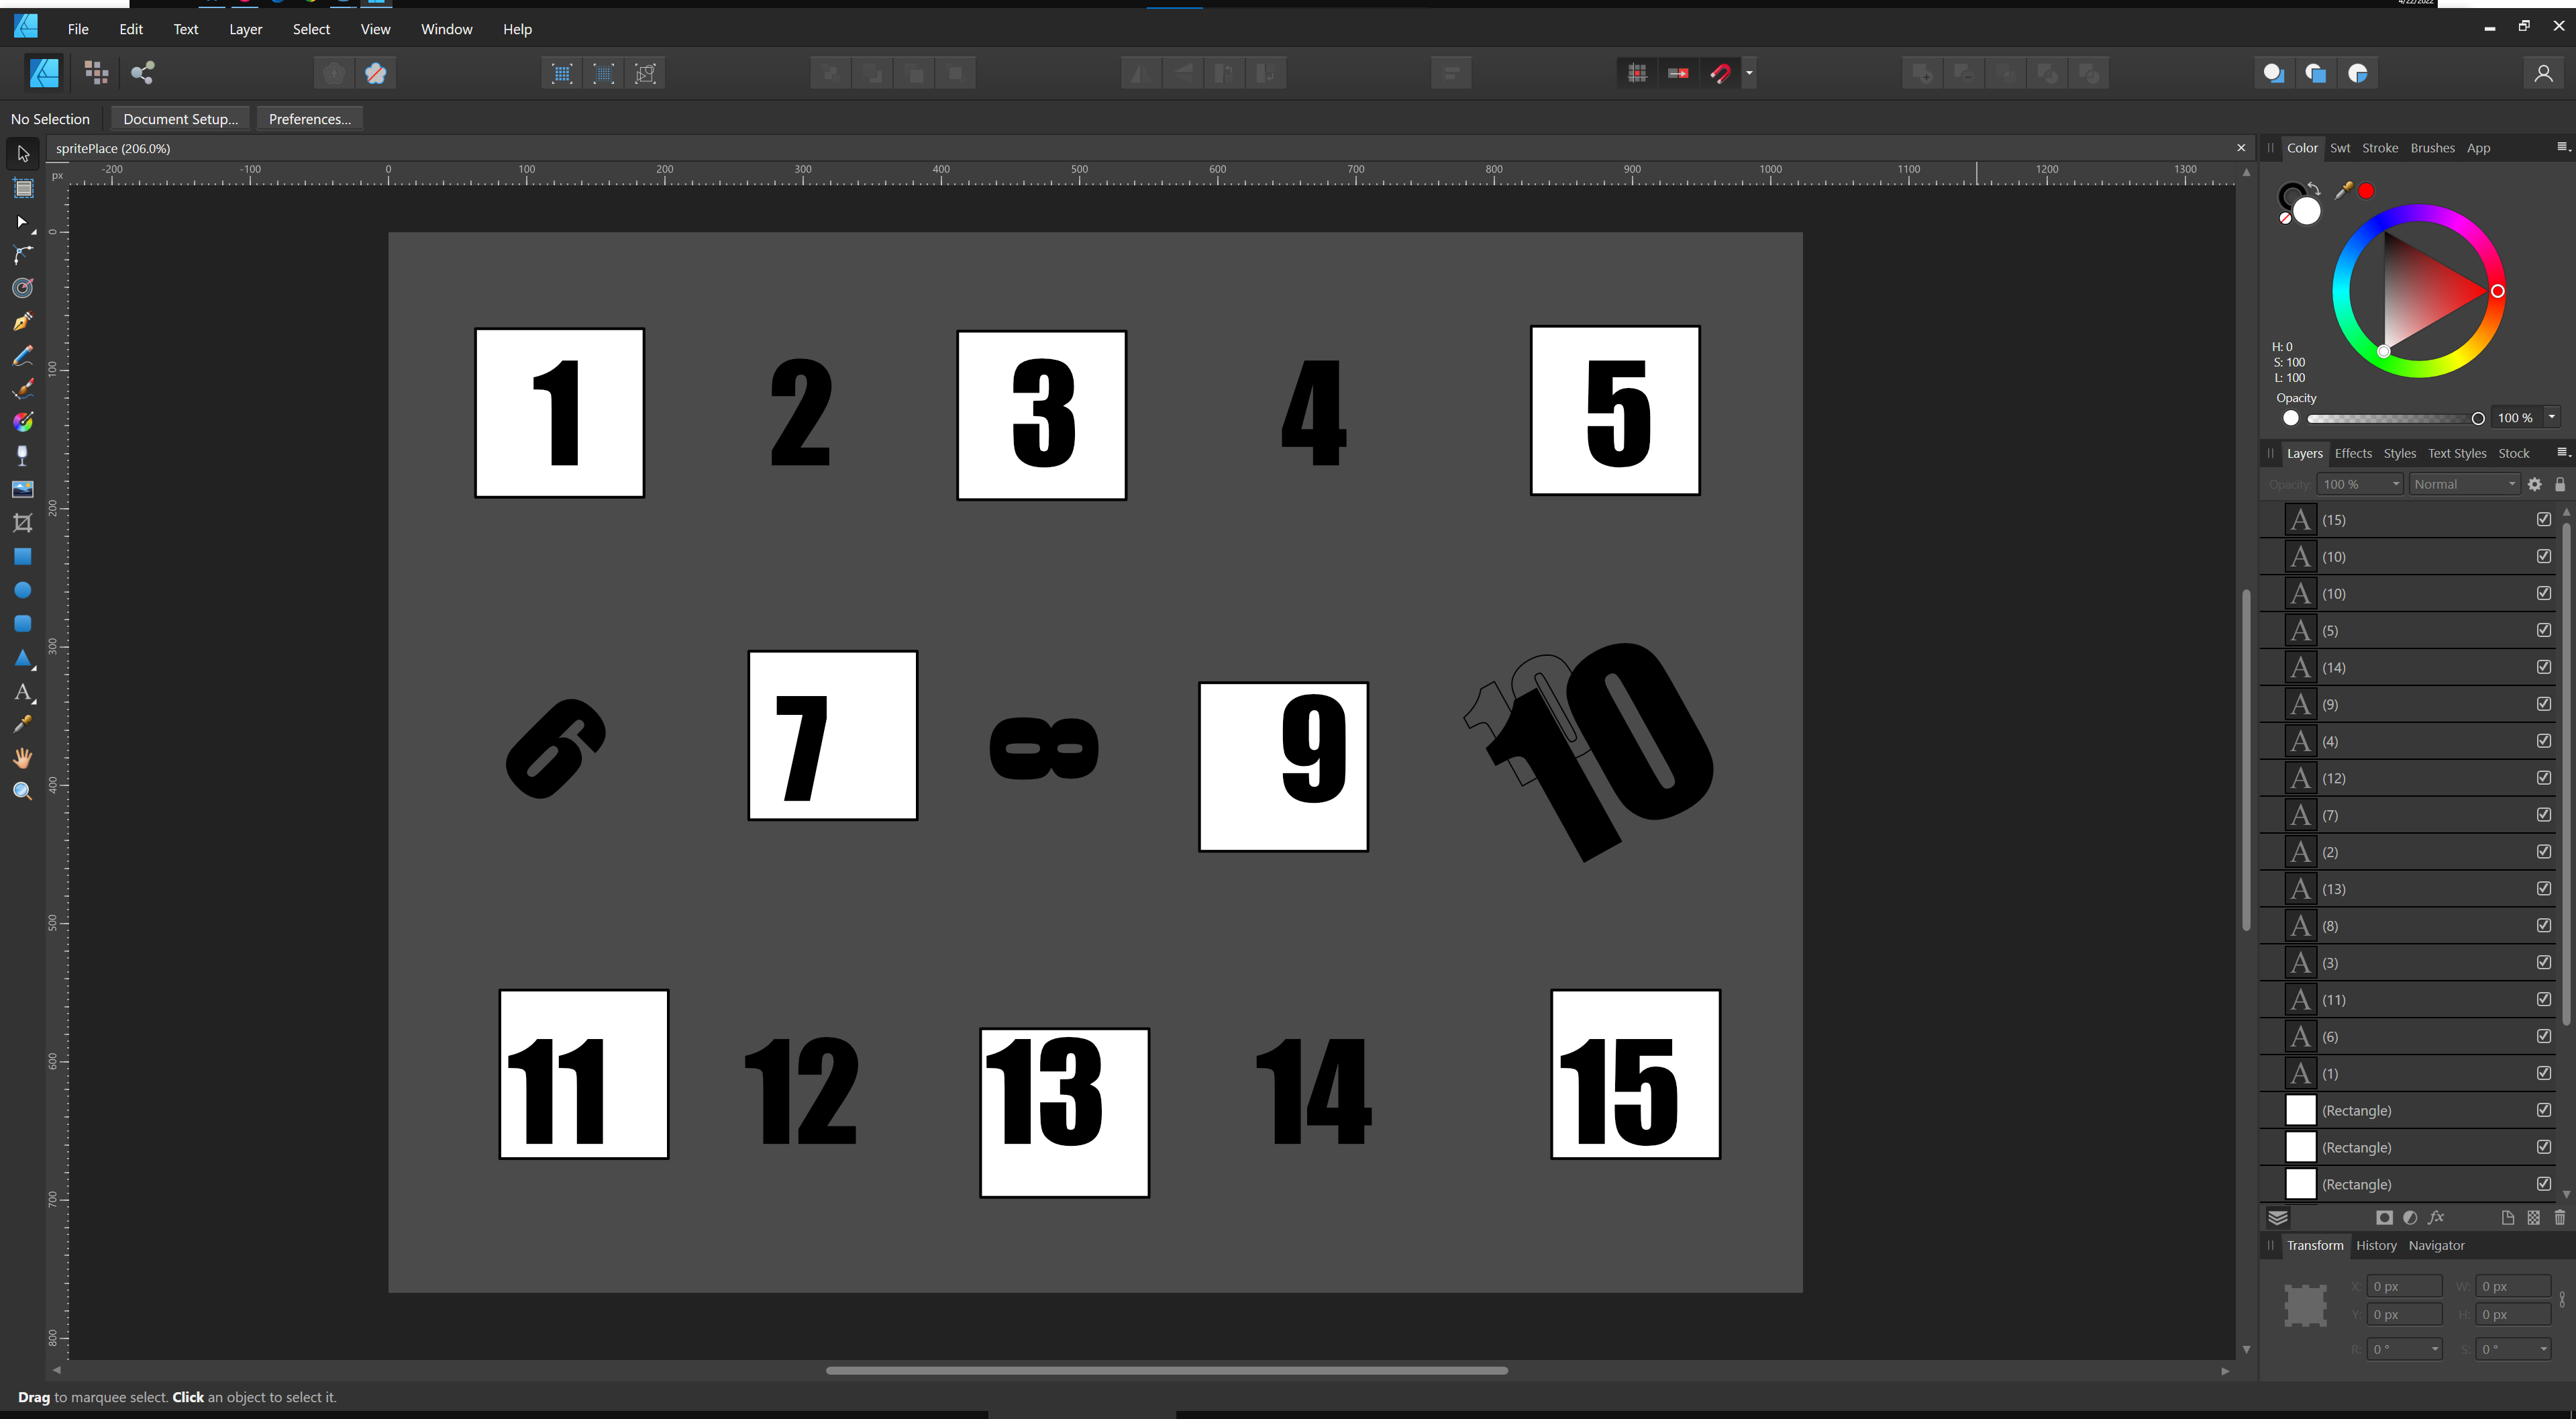 4/22/2022
File Edit Text Layer Select View Window Help
No Selection Document Setup... Preferences...
spritePlace (206.0%)
Color Swt Stroke Brushes App
px -200 -100 0 100 200 300 400 500 600 700 800 900 1000 1100 1200 1300
0
100
200
300
400
500
600
700
800
1 2 3 4 5
6 7 8 9 10
10
11 12 13 14 15
H: 0
S: 100
L: 100
Opacity
100 %
Layers Effects Styles Text Styles Stock
Opacity: 100 % Normal
A (15)
A (10)
A (10)
A (5)
A (14)
A (9)
A (4)
A (12)
A (7)
A (2)
A (13)
A (8)
A (3)
A (11)
A (6)
A (1)
(Rectangle)
(Rectangle)
(Rectangle)
fx
Transform History Navigator
X: 0 px W: 0 px
Y: 0 px H: 0 px
R: 0 ° S: 0 °
Drag to marquee select. Click an object to select it.